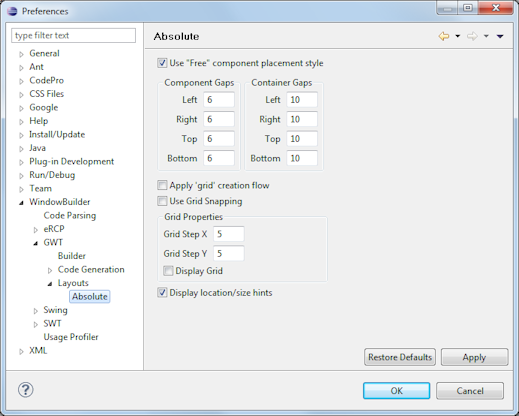 Preferences
type filter text
General
Ant
CodePro
CSS Files
Google
Help
Install/Update
Java
Plug-in Development
Run/Debug
Team
WindowBuilder
Code Parsing
eRCP
GWT
Builder
Code Generation
Layouts
Absolute
Swing
SWT
Usage Profiler
XML
Absolute
Use "Free" component placement style
Component Gaps
Left 6
Right 6
Top 6
Bottom 6
Container Gaps
Left 10
Right 10
Top 10
Bottom 10
Apply 'grid' creation flow
Use Grid Snapping
Grid Properties
Grid Step X 5
Grid Step Y 5
Display Grid
Display location/size hints
Restore Defaults Apply
? OK Cancel